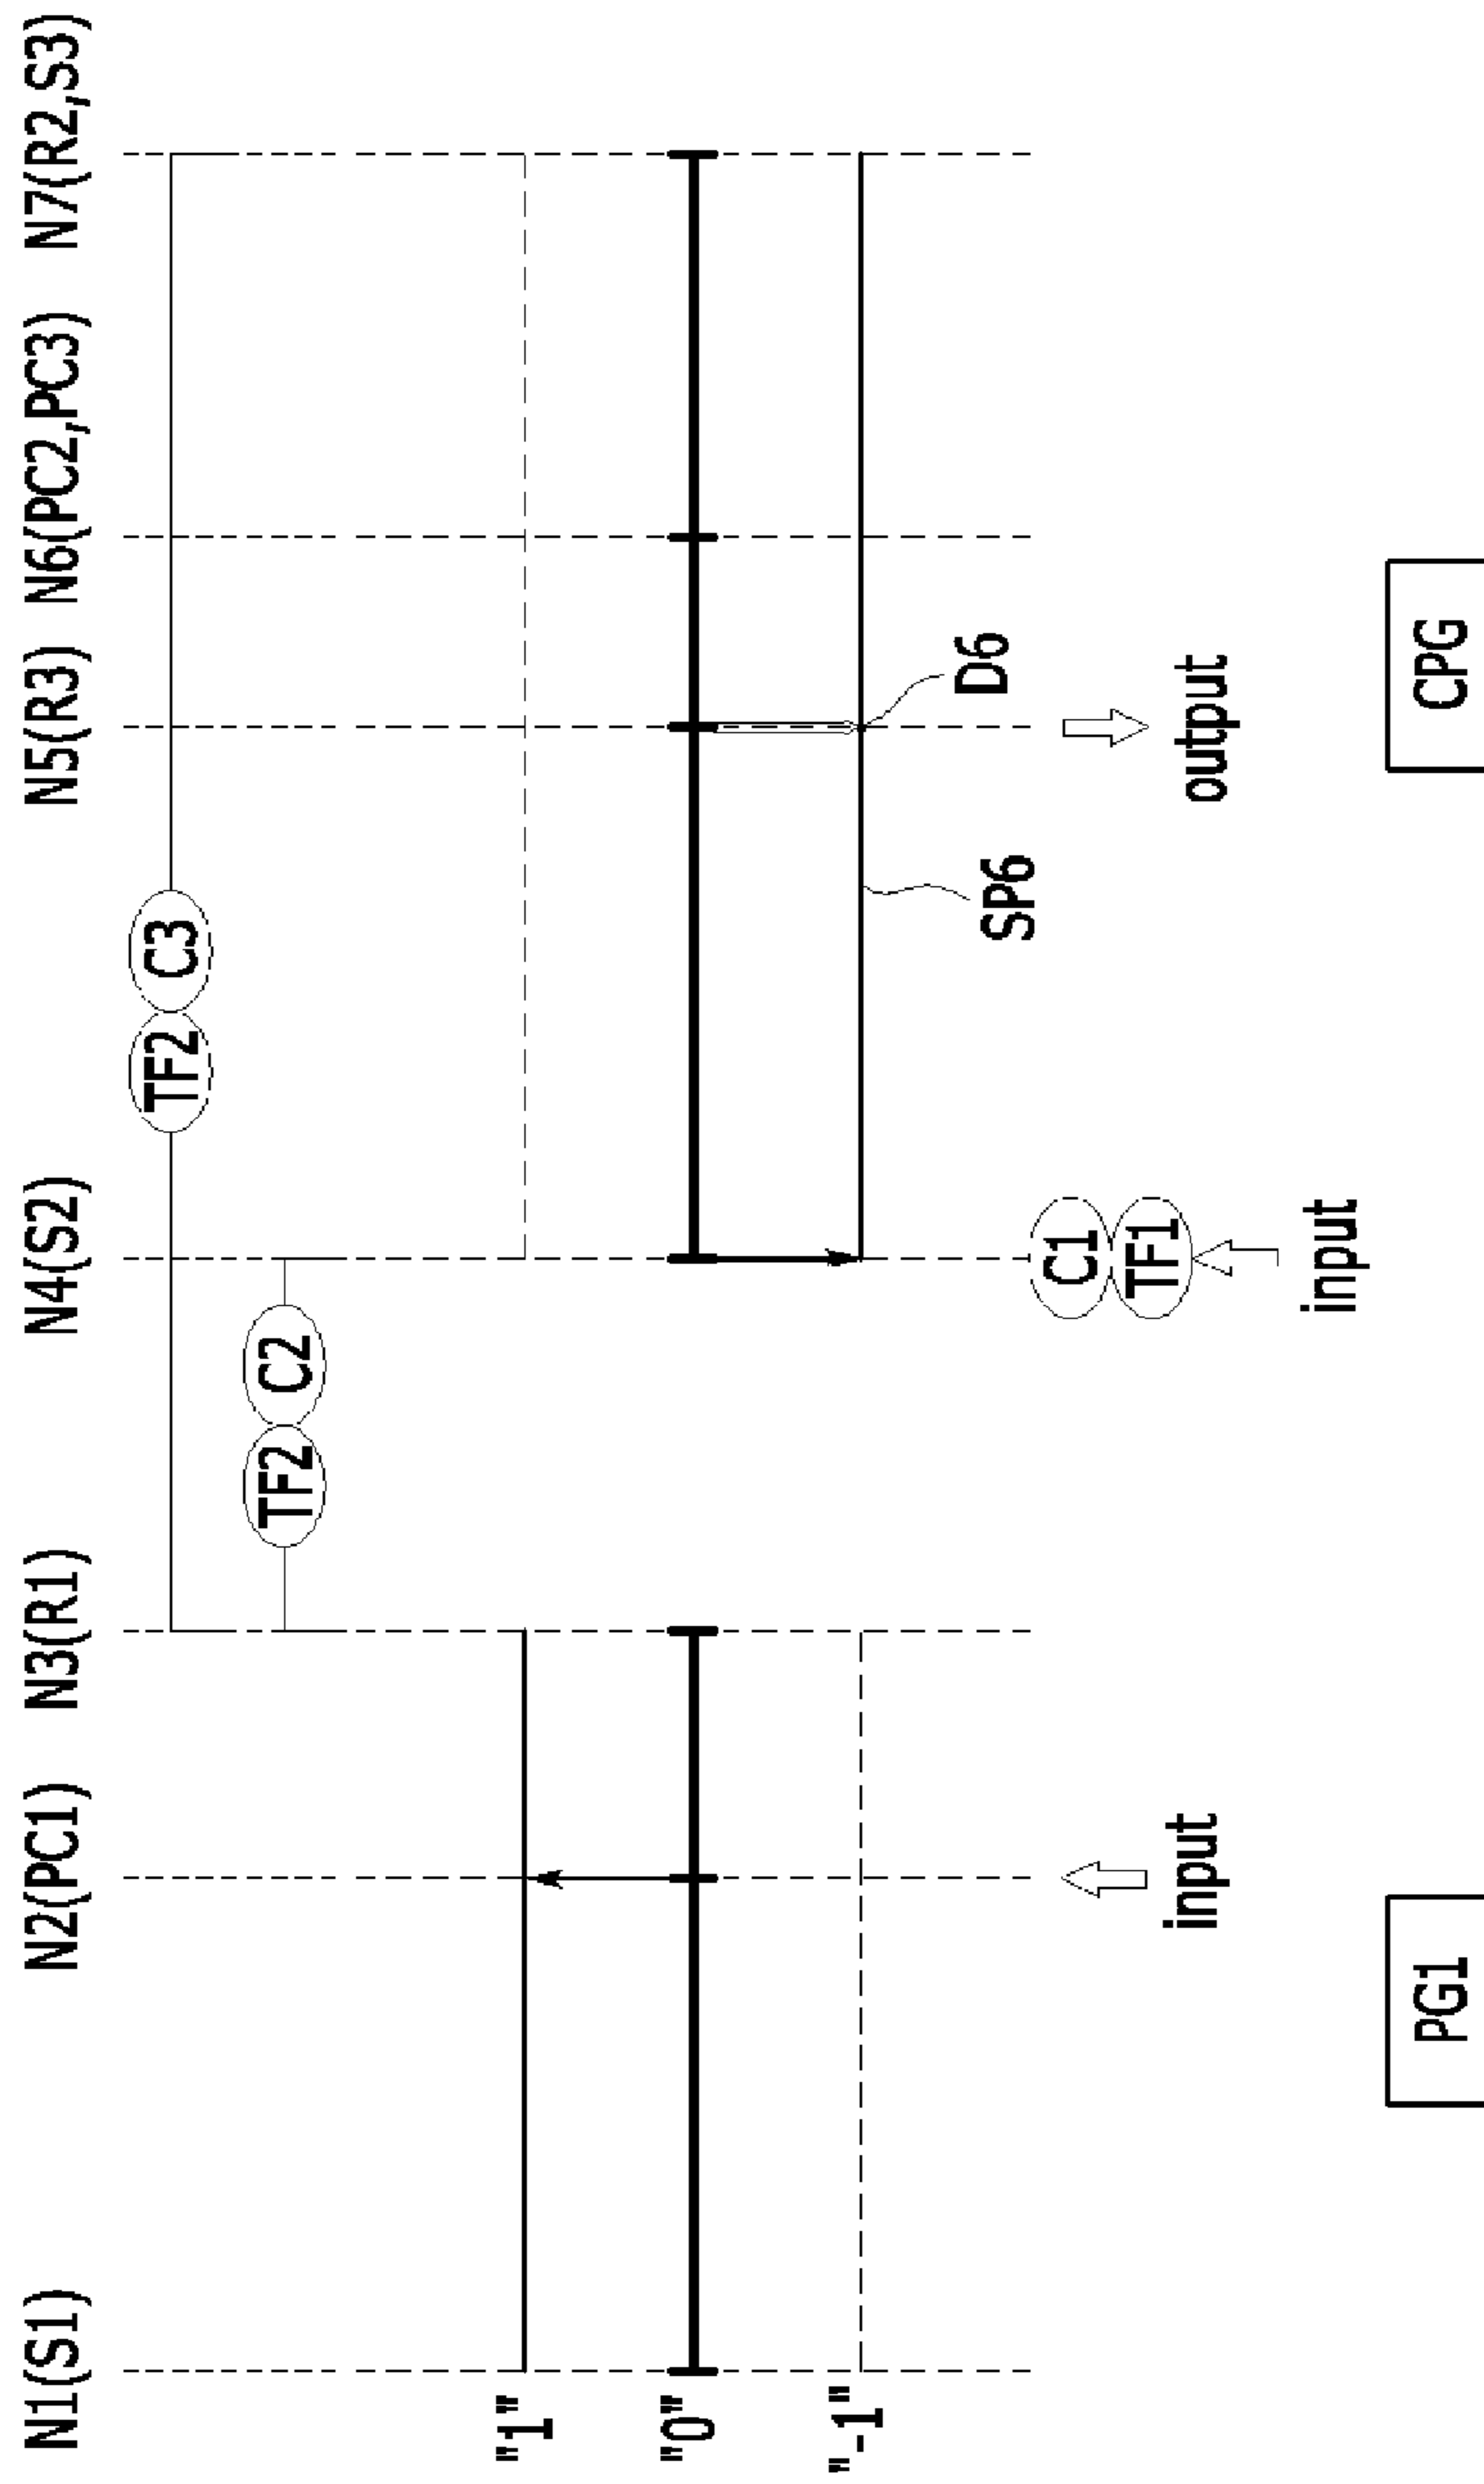 N1(S1) N2(PC1) N3(R1) N4(S2) N5(R3) N6(PC2,PC3) N7(R2,S3)
TF2 C3
TF2 C2
"1"
"0"
"-1"
D6
SP6
C1
TF1
input
output
input
PG1
CPG